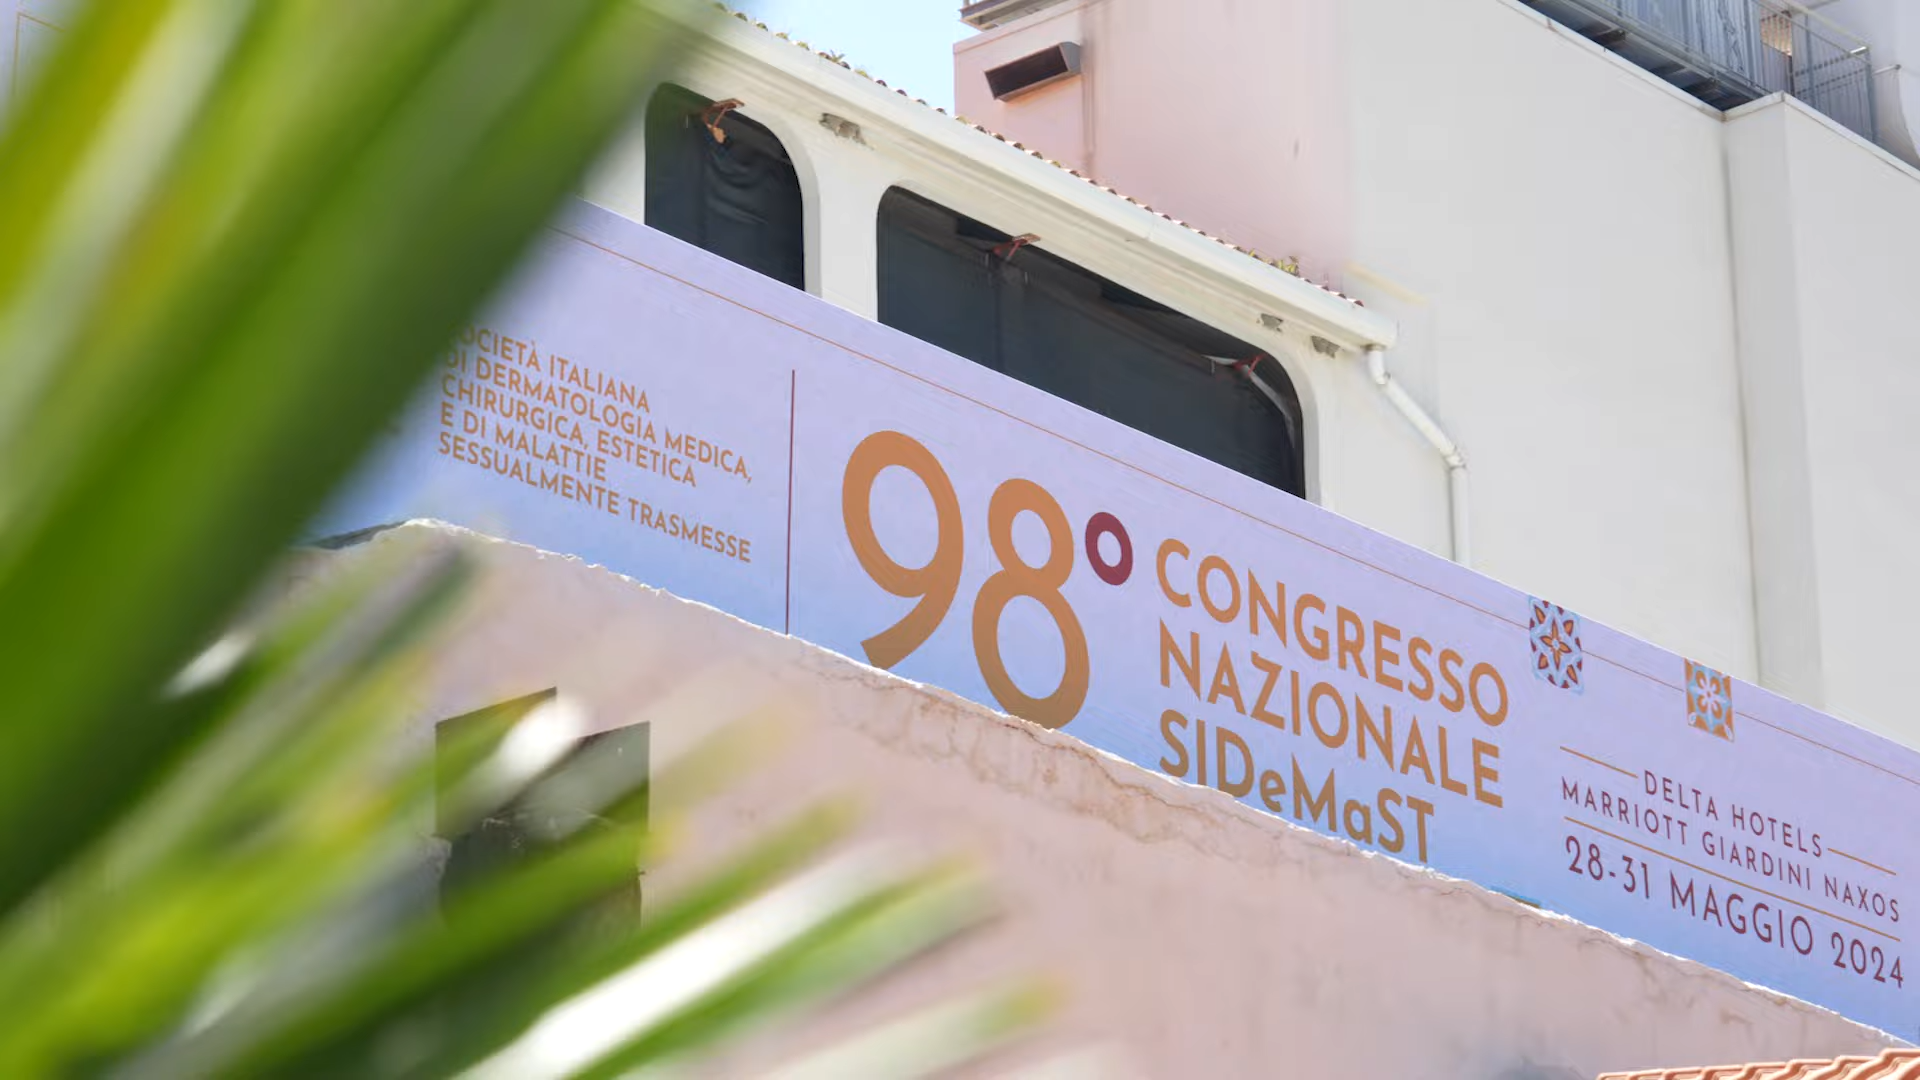 SOCIETÀ ITALIANA
DI DERMATOLOGIA MEDICA,
CHIRURGICA, ESTETICA
E DI MALATTIE
SESSUALMENTE TRASMESSE
98° CONGRESSO
NAZIONALE
SIDeMaST
DELTA HOTELS
MARRIOTT GIARDINI NAXOS
28-31 MAGGIO 2024